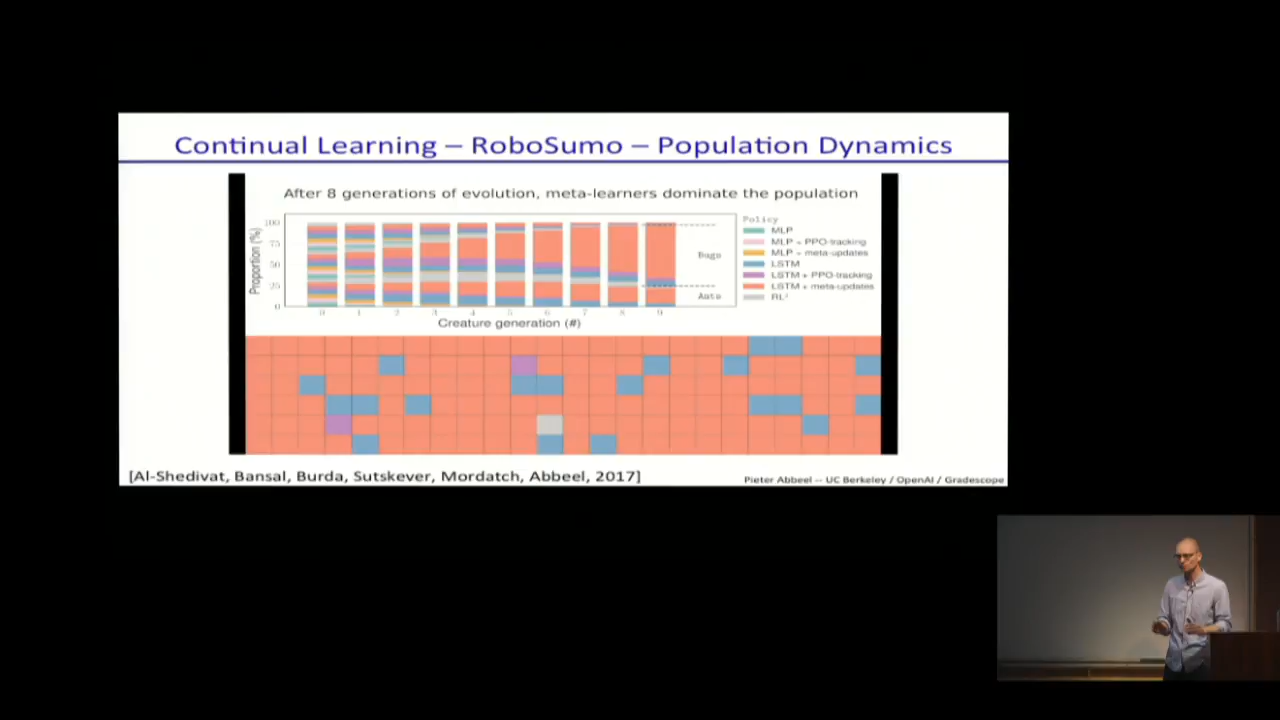 Continual Learning – RoboSumo – Population Dynamics
After 8 generations of evolution, meta-learners dominate the population
Proportion (%)
100
75
50
25
0
0 1 2 3 4 5 6 7 8 9
Creature generation (#)
Bugs
Ants
Policy
MLP
MLP + PPO-tracking
MLP + meta-updates
LSTM
LSTM + PPO-tracking
LSTM + meta-updates
RL²
[Al-Shedivat, Bansal, Burda, Sutskever, Mordatch, Abbeel, 2017]
Pieter Abbeel -- UC Berkeley / OpenAI / Gradescope